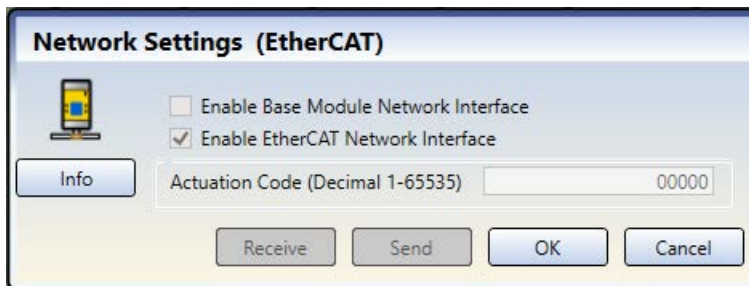 Network Settings (EtherCAT)
Enable Base Module Network Interface
Enable EtherCAT Network Interface
Info
Actuation Code (Decimal 1-65535)
00000
Receive
Send
OK
Cancel